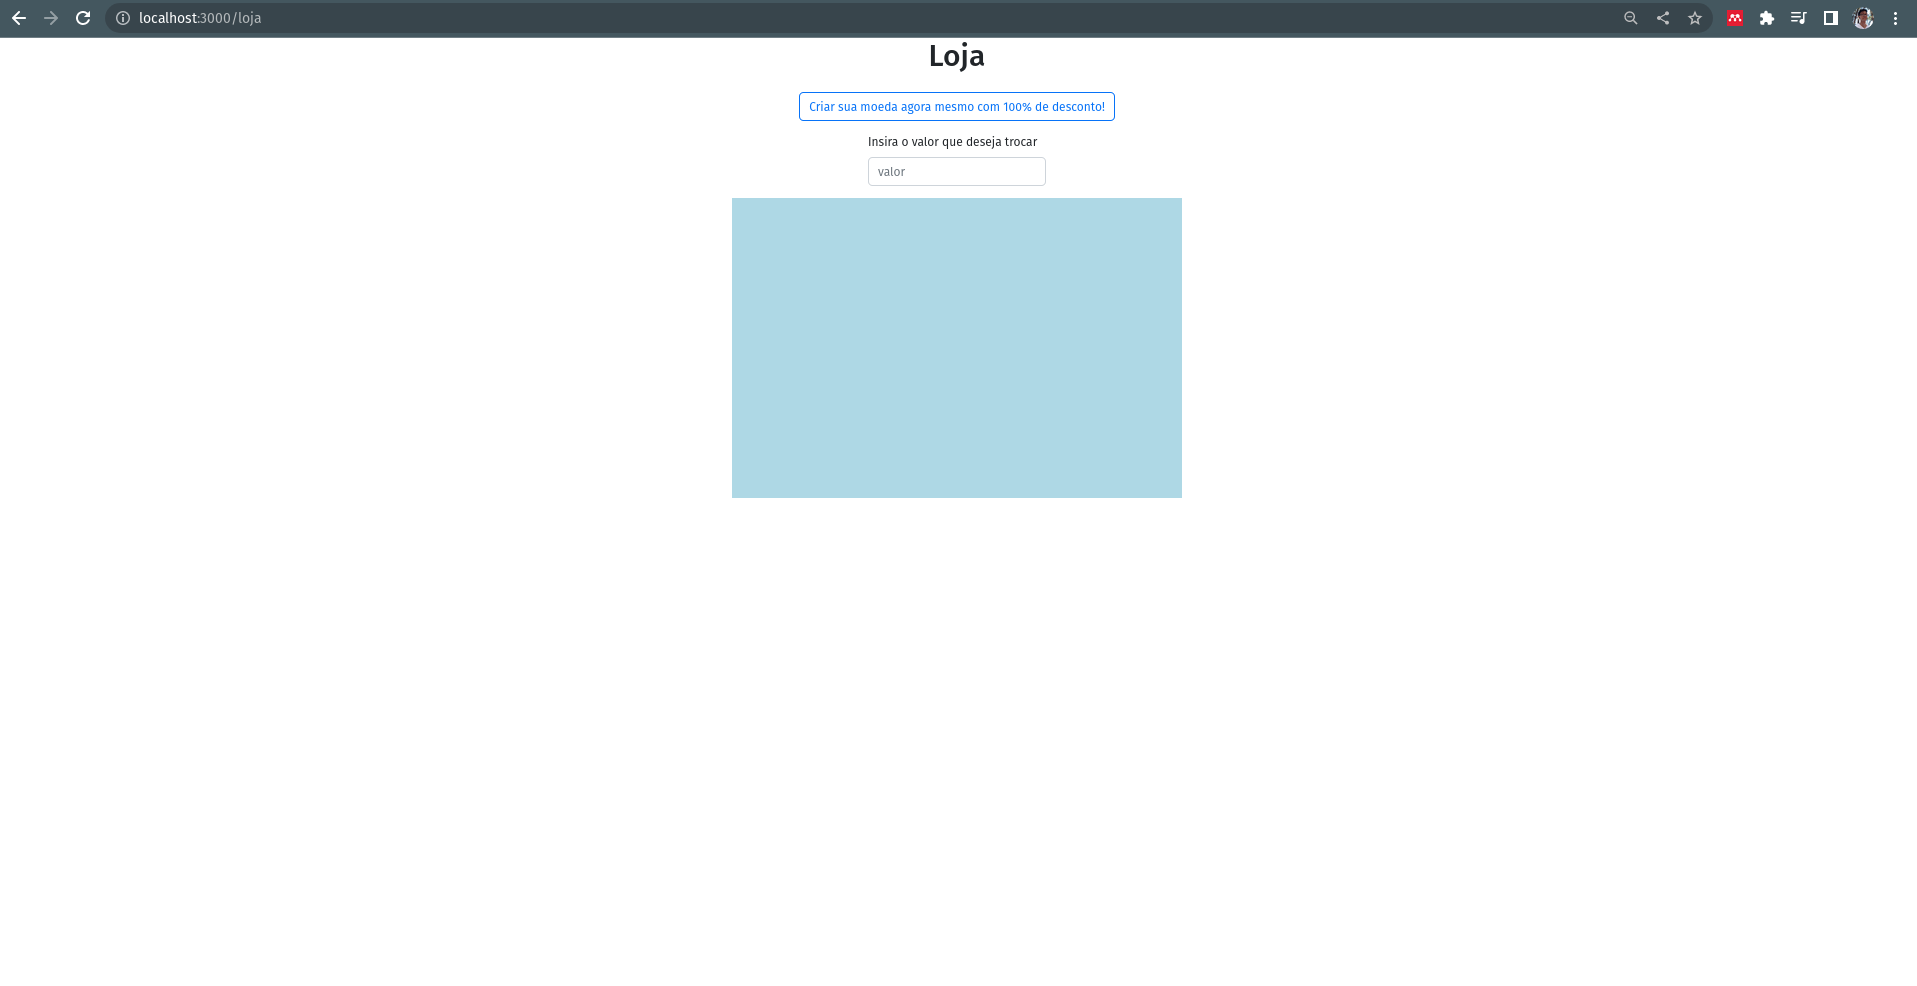 localhost:3000/loja
Loja
Criar sua moeda agora mesmo com 100% de desconto!
Insira o valor que deseja trocar
valor